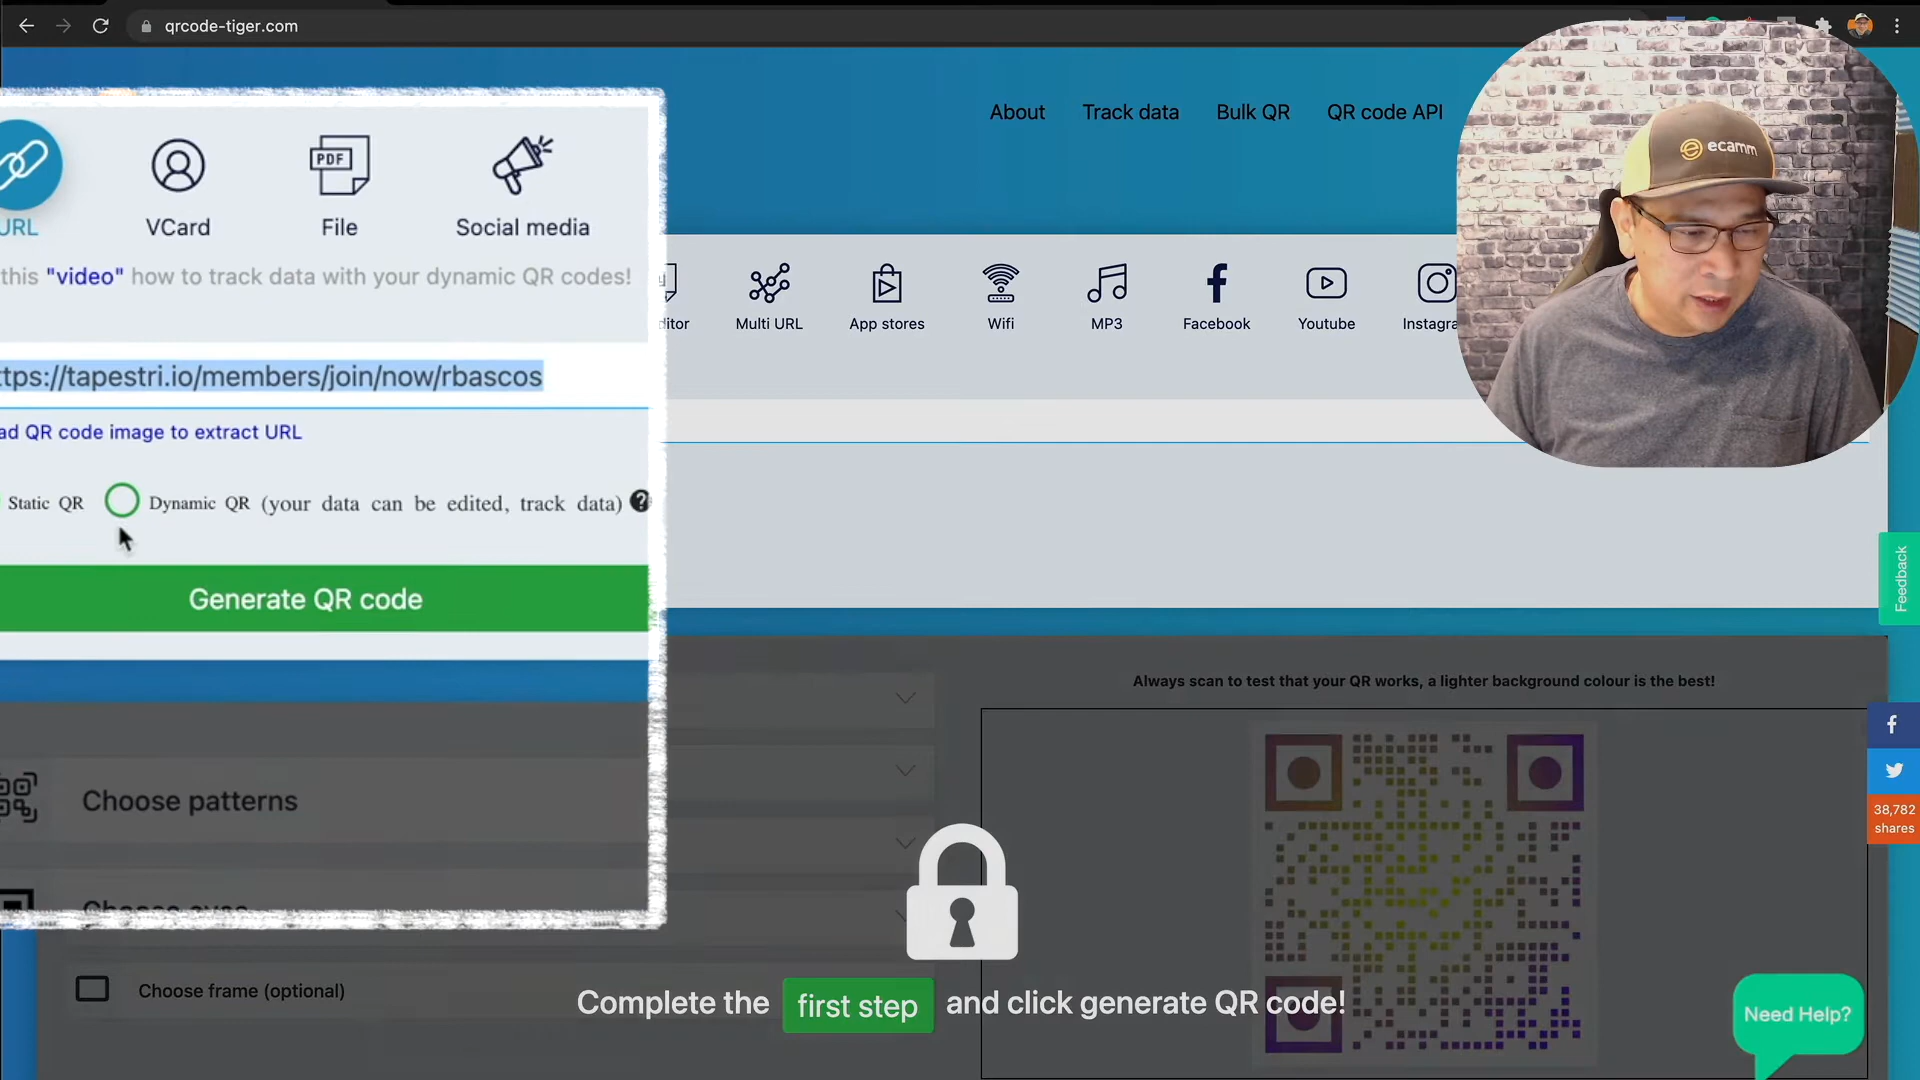 qrcode-tiger.com
About Track data Bulk QR QR code API
ecamm
URL VCard File Social media
PDF
this "video" how to track data with your dynamic QR codes!
Multi URL App stores Wifi MP3 Facebook Youtube
ttps://tapestri.io/members/join/now/rbascos
QR code image to extract URL
Static QR Dynamic QR (your data can be edited, track data) ?
Generate QR code
Feedback
Always scan to test that your QR works, a lighter background colour is the best!
38,782
shares
Choose patterns
Choose frame (optional)
Complete the first step and click generate QR code!
Need Help?